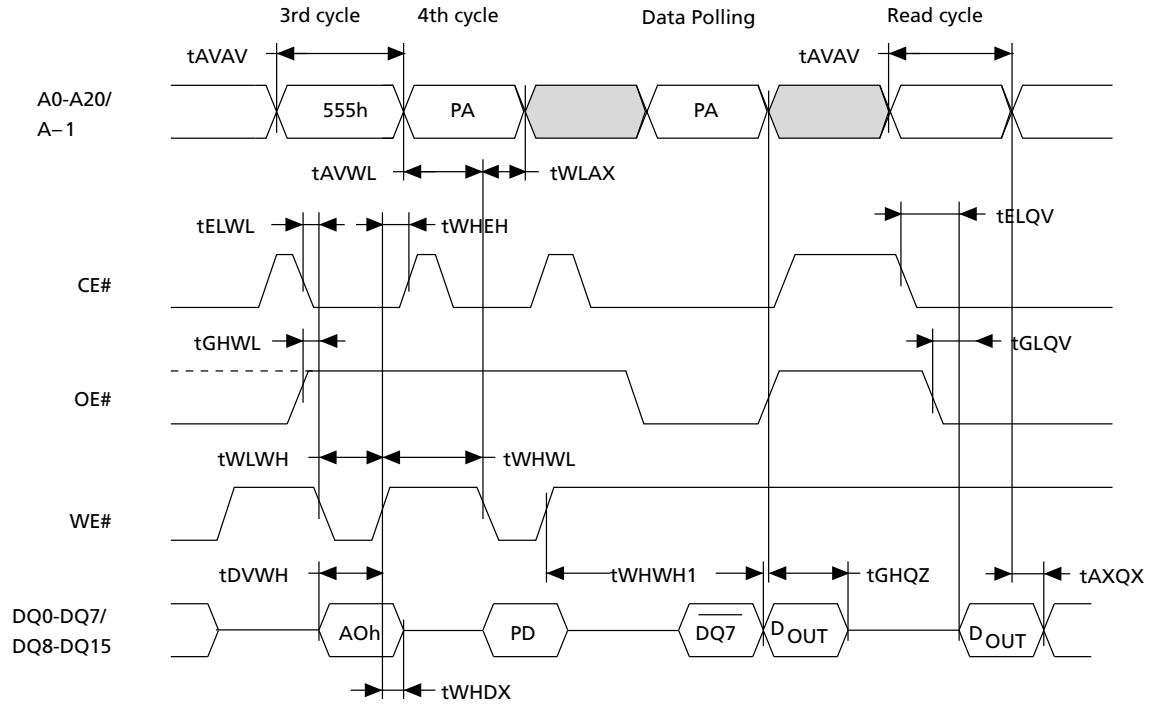 3rd cycle 4th cycle Data Polling Read cycle
tAVAV tAVAV
A0-A20/
A–1
555h PA PA
tAVWL tWLAX
tELWL tWHEH tELQV
CE#
tGHWL tGLQV
OE#
tWLWH tWHWL
WE#
tDVWH tWHWH1 tGHQZ tAXQX
DQ0-DQ7/
DQ8-DQ15
AOh PD DQ7 DOUT DOUT
tWHDX